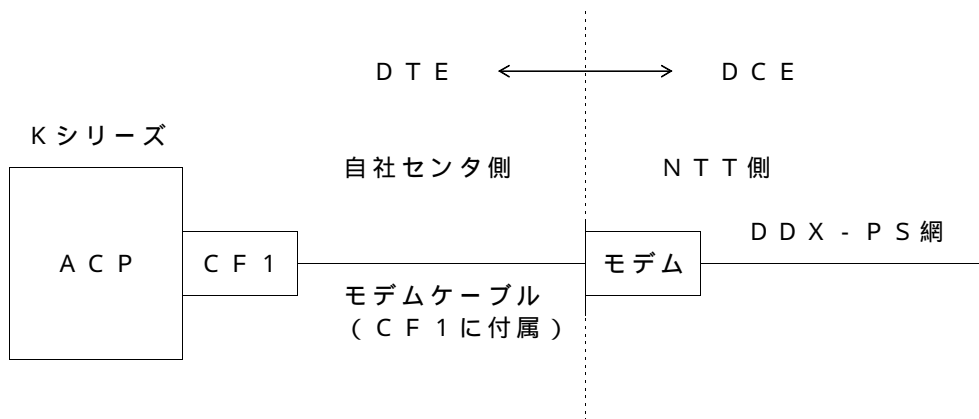 ＤＴＥ
ＤＣＥ
Ｋシリーズ
自社センタ側
ＮＴＴ側
ＤＤＸ-ＰＳ網
ＡＣＰ
ＣＦ１
モデム
モデムケーブル
(ＣＦ１に付属)